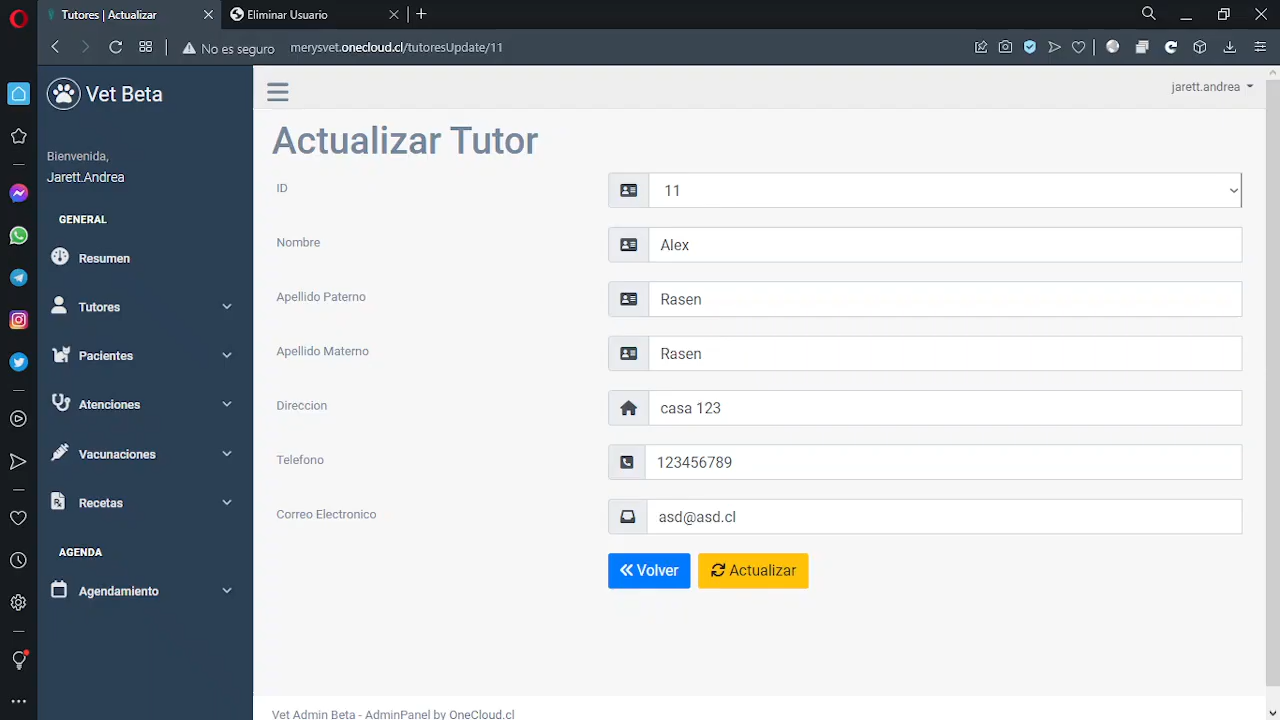 Tutores | Actualizar
Eliminar Usuario
No es seguro
merysvet.onecloud.cl/tutoresUpdate/11
Vet Beta
jarett.andrea
Bienvenida,
Jarett.Andrea
GENERAL
Resumen
Tutores
Pacientes
Atenciones
Vacunaciones
Recetas
AGENDA
Agendamiento
Actualizar Tutor
ID
11
Nombre
Alex
Apellido Paterno
Rasen
Apellido Materno
Rasen
Direccion
casa 123
Telefono
123456789
Correo Electronico
asd@asd.cl
Volver
Actualizar
Vet Admin Beta - AdminPanel by OneCloud.cl